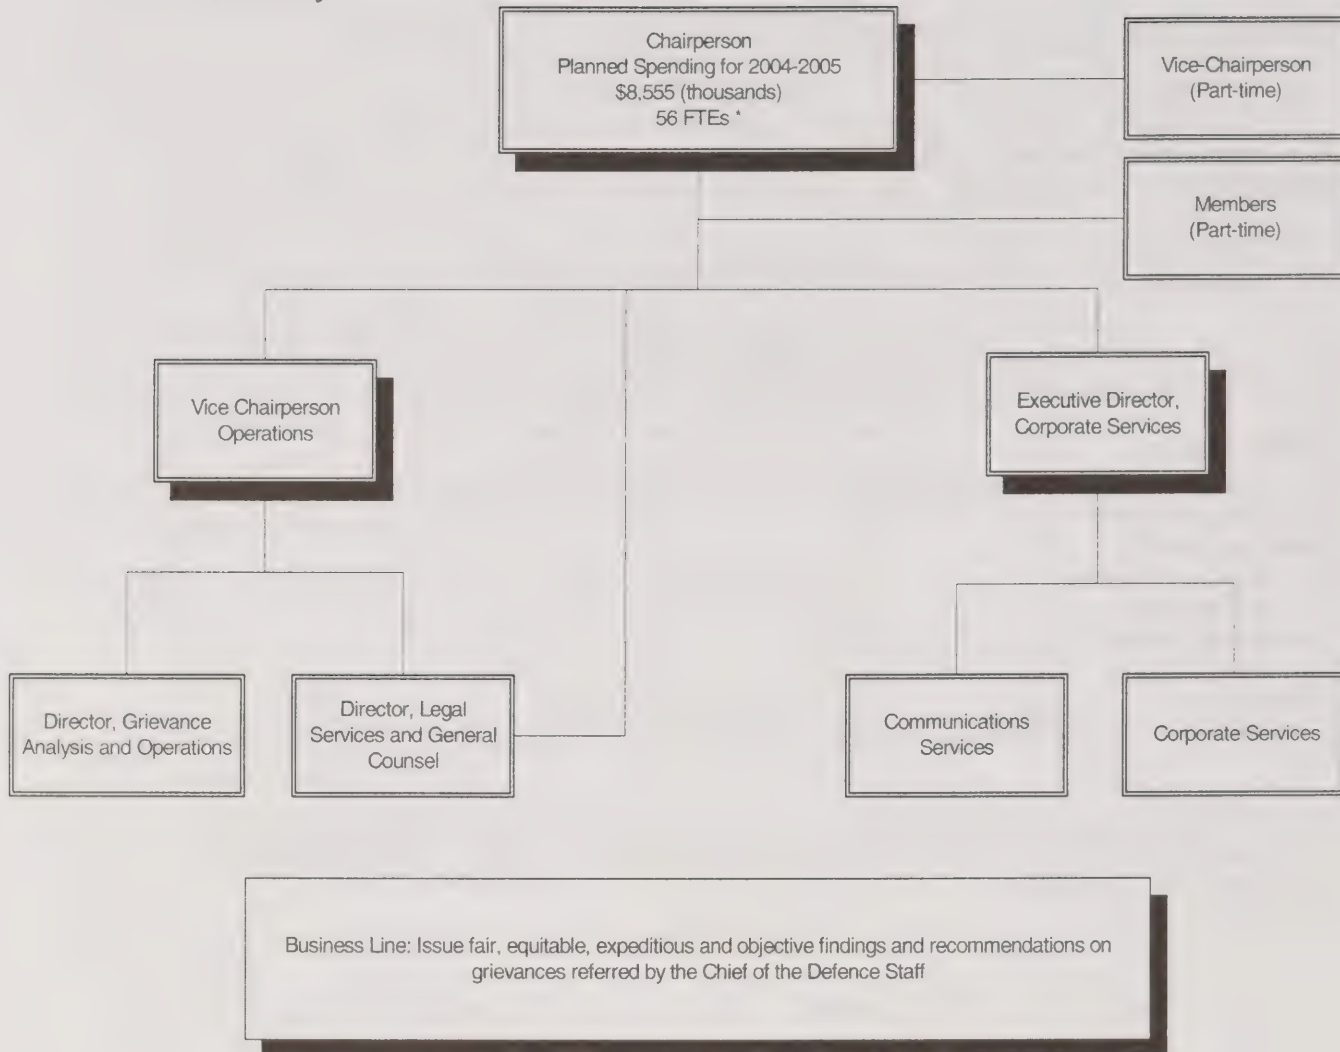 Chairperson
Planned Spending for 2004-2005
$8,555 (thousands)
56 FTEs *
Vice-Chairperson
(Part-time)
Members
(Part-time)
Vice Chairperson
Operations
Executive Director,
Corporate Services
Director, Grievance
Analysis and Operations
Director, Legal
Services and General
Counsel
Communications
Services
Corporate Services
Business Line: Issue fair, equitable, expeditious and objective findings and recommendations on
grievances referred by the Chief of the Defence Staff